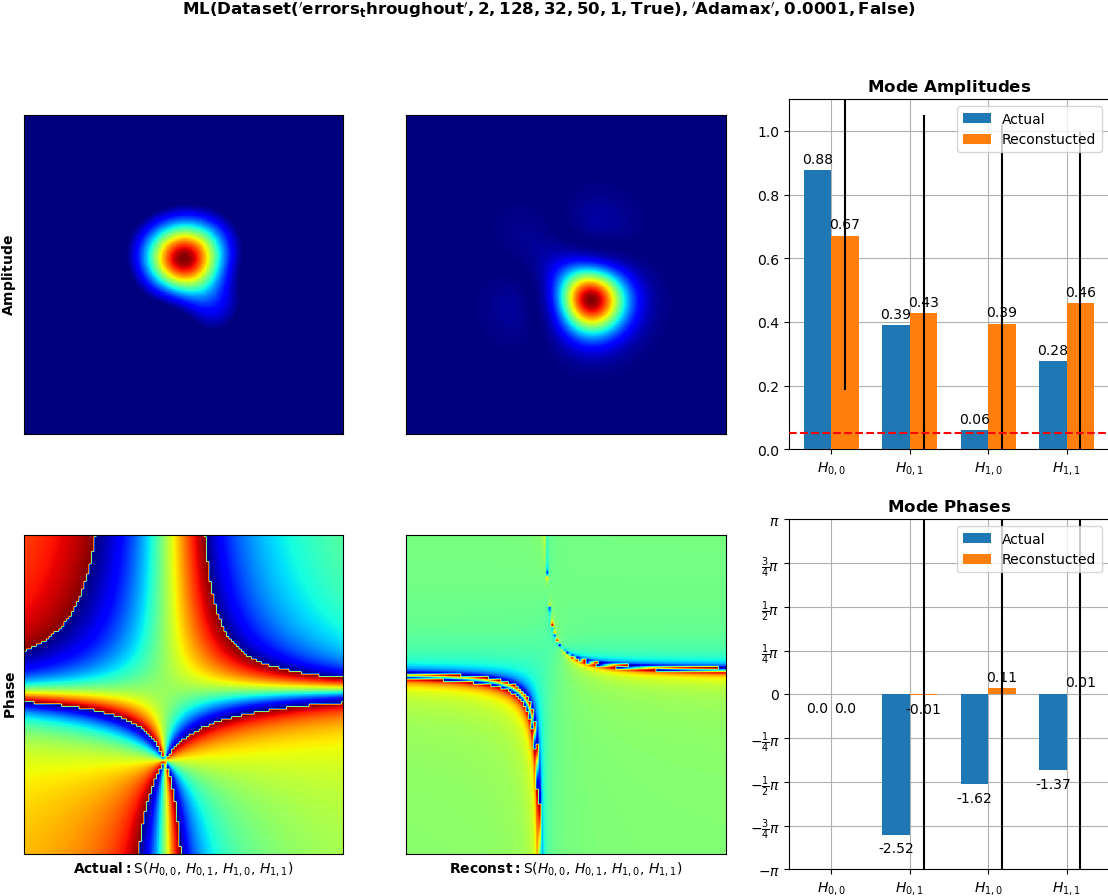 ML(Dataset('errors_throughout', 2, 128, 32, 50, 1, True), 'Adamax', 0.0001, False)
Mode Amplitudes
Amplitude
Actual
Reconstucted
1.0
0.8
0.6
0.4
0.2
0.0
0.88
0.67
0.39
0.43
0.06
0.39
0.28
0.46
H0,0
H0,1
H1,0
H1,1
Mode Phases
Phase
Actual
Reconstucted
π
3/4π
1/2π
1/4π
0
−1/4π
−1/2π
−3/4π
−π
0.0
0.0
-2.52
-0.01
-1.62
0.11
-1.37
0.01
H0,0
H0,1
H1,0
H1,1
Actual: S(H0,0, H0,1, H1,0, H1,1)
Reconst: S(H0,0, H0,1, H1,0, H1,1)